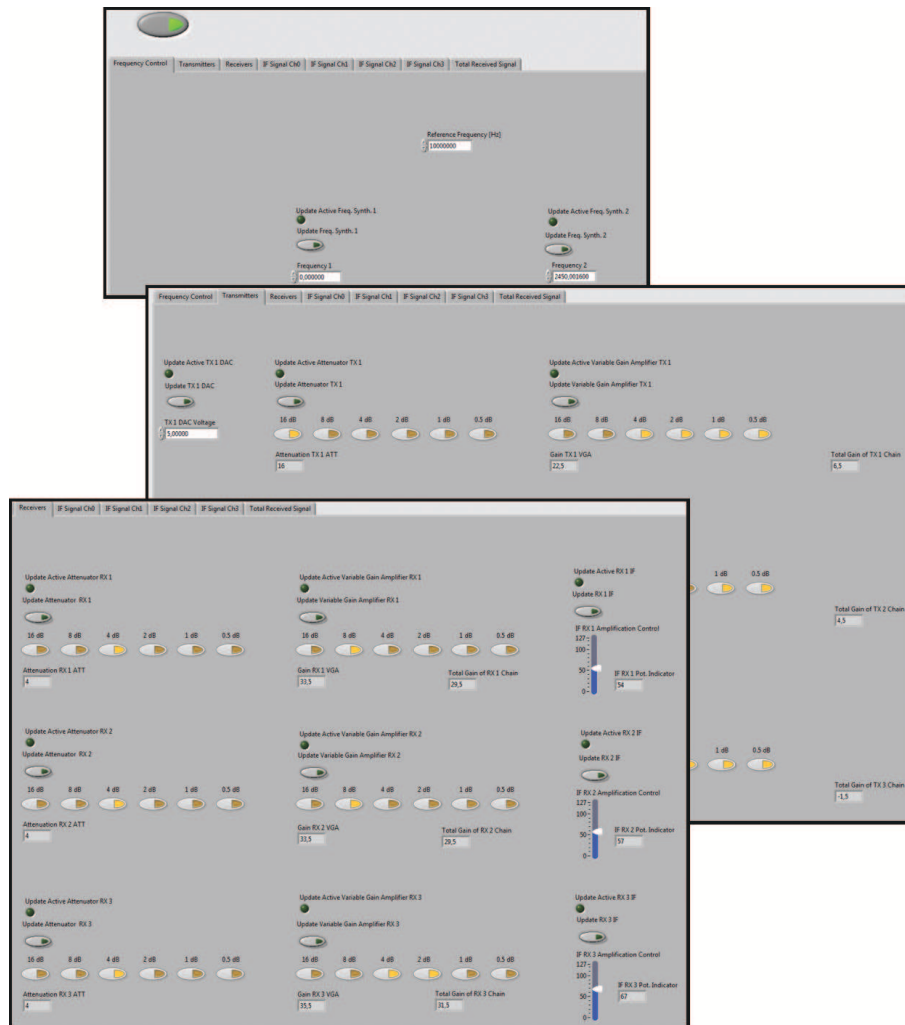 Frequency Control Transmitters Receivers IF Signal Ch0 IF Signal Ch1 IF Signal Ch2 IF Signal Ch3 Total Received Signal
Reference Frequency (Hz)
10000000
Update Active Freq. Synth. 1 Update Active Freq. Synth. 2
Update Freq. Synth. 1 Update Freq. Synth. 2
Frequency 1 Frequency 2
0,000000 2450,001600
Frequency Control Transmitters Receivers IF Signal Ch0 IF Signal Ch1 IF Signal Ch2 IF Signal Ch3 Total Received Signal
Update Active TX 1 DAC Update Active Attenuator TX 1 Update Active Variable Gain Amplifier TX 1
Update TX 1 DAC Update Attenuator TX 1 Update Variable Gain Amplifier TX 1
16 dB 8 dB 4 dB 2 dB 1 dB 0.5 dB 16 dB 8 dB 4 dB 2 dB 1 dB 0.5 dB
TX 1 DAC Voltage
5,00000
Attenuation TX 1 ATT Gain TX 1 VGA Total Gain of TX 1 Chain
16 22,5 6,5
1 dB 0.5 dB
Total Gain of TX 2 Chain
4,5
1 dB 0.5 dB
Total Gain of TX 3 Chain
-1,5
Receivers IF Signal Ch0 IF Signal Ch1 IF Signal Ch2 IF Signal Ch3 Total Received Signal
Update Active Attenuator RX 1 Update Active Variable Gain Amplifier RX 1 Update Active RX 1 IF
Update Attenuator RX 1 Update Variable Gain Amplifier RX 1 Update RX 1 IF
16 dB 8 dB 4 dB 2 dB 1 dB 0.5 dB 16 dB 8 dB 4 dB 2 dB 1 dB 0.5 dB
IF RX 1 Amplification Control
127
100
50
0
Attenuation RX 1 ATT Gain RX 1 VGA Total Gain of RX 1 Chain IF RX 1 Pot. Indicator
4 33,5 29,5 54
Update Active Attenuator RX 2 Update Active Variable Gain Amplifier RX 2 Update Active RX 2 IF
Update Attenuator RX 2 Update Variable Gain Amplifier RX 2 Update RX 2 IF
16 dB 8 dB 4 dB 2 dB 1 dB 0.5 dB 16 dB 8 dB 4 dB 2 dB 1 dB 0.5 dB
IF RX 2 Amplification Control
127
100
50
0
Attenuation RX 2 ATT Gain RX 2 VGA Total Gain of RX 2 Chain IF RX 2 Pot. Indicator
4 33,5 29,5 57
Update Active Attenuator RX 3 Update Active Variable Gain Amplifier RX 3 Update Active RX 3 IF
Update Attenuator RX 3 Update Variable Gain Amplifier RX 3 Update RX 3 IF
16 dB 8 dB 4 dB 2 dB 1 dB 0.5 dB 16 dB 8 dB 4 dB 2 dB 1 dB 0.5 dB
IF RX 3 Amplification Control
127
100
50
0
Attenuation RX 3 ATT Gain RX 3 VGA Total Gain of RX 3 Chain IF RX 3 Pot. Indicator
4 35,5 31,5 67